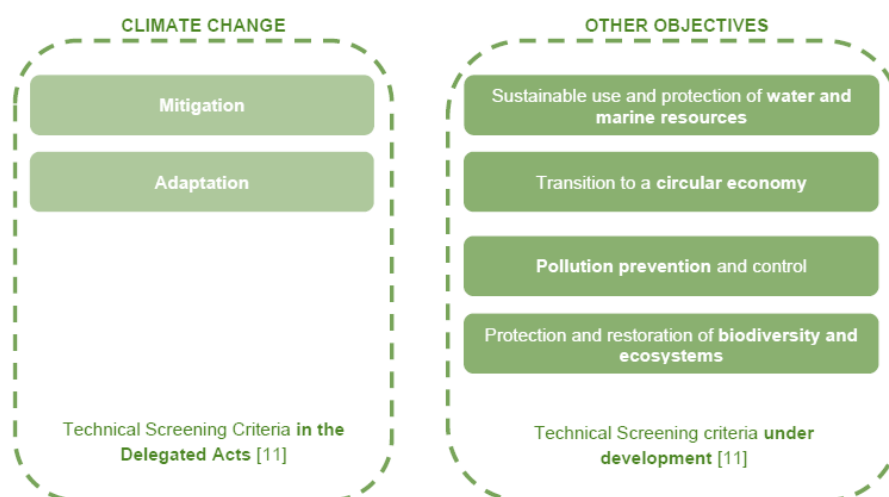 CLIMATE CHANGE
Mitigation
Adaptation
Technical Screening Criteria in the
Delegated Acts [11]
OTHER OBJECTIVES
Sustainable use and protection of water and
marine resources
Transition to a circular economy
Pollution prevention and control
Protection and restoration of biodiversity and
ecosystems
Technical Screening criteria under
development [11]